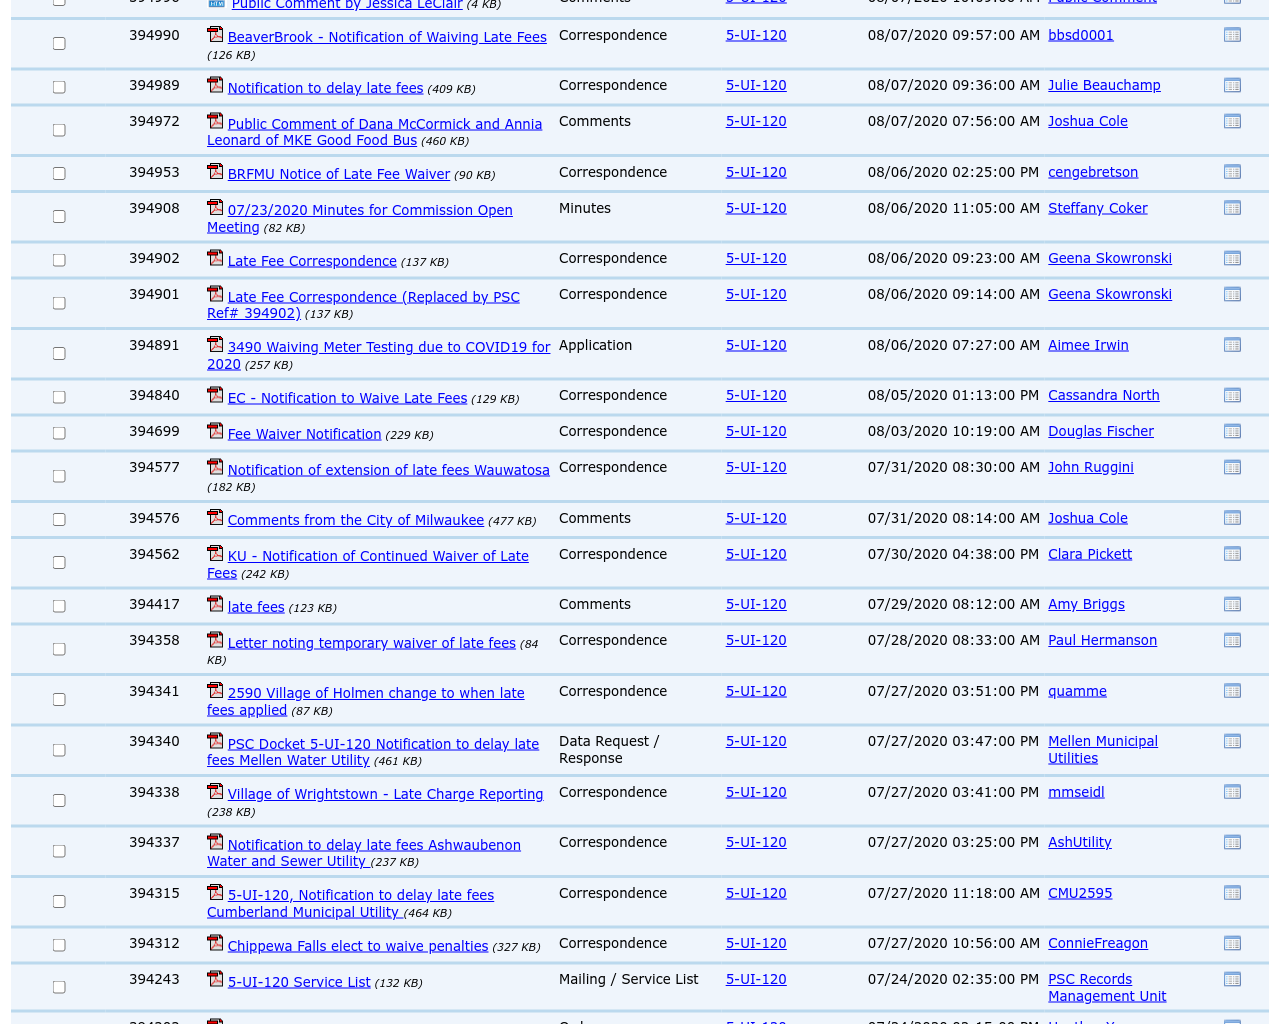 Public Comment by Jessica LeClair (4 KB)
394990 BeaverBrook - Notification of Waiving Late Fees Correspondence 5-UI-120 08/07/2020 09:57:00 AM bbsd0001
(126 KB)
394989 Notification to delay late fees (409 KB) Correspondence 5-UI-120 08/07/2020 09:36:00 AM Julie Beauchamp
394972 Public Comment of Dana McCormick and Annia Comments 5-UI-120 08/07/2020 07:56:00 AM Joshua Cole
Leonard of MKE Good Food Bus (460 KB)
394953 BRFMU Notice of Late Fee Waiver (90 KB) Correspondence 5-UI-120 08/06/2020 02:25:00 PM cengebretson
394908 07/23/2020 Minutes for Commission Open Minutes 5-UI-120 08/06/2020 11:05:00 AM Steffany Coker
Meeting (82 KB)
394902 Late Fee Correspondence (137 KB) Correspondence 5-UI-120 08/06/2020 09:23:00 AM Geena Skowronski
394901 Late Fee Correspondence (Replaced by PSC Correspondence 5-UI-120 08/06/2020 09:14:00 AM Geena Skowronski
Ref# 394902) (137 KB)
394891 3490 Waiving Meter Testing due to COVID19 for Application 5-UI-120 08/06/2020 07:27:00 AM Aimee Irwin
2020 (257 KB)
394840 EC - Notification to Waive Late Fees (129 KB) Correspondence 5-UI-120 08/05/2020 01:13:00 PM Cassandra North
394699 Fee Waiver Notification (229 KB) Correspondence 5-UI-120 08/03/2020 10:19:00 AM Douglas Fischer
394577 Notification of extension of late fees Wauwatosa Correspondence 5-UI-120 07/31/2020 08:30:00 AM John Ruggini
(182 KB)
394576 Comments from the City of Milwaukee (477 KB) Comments 5-UI-120 07/31/2020 08:14:00 AM Joshua Cole
394562 KU - Notification of Continued Waiver of Late Correspondence 5-UI-120 07/30/2020 04:38:00 PM Clara Pickett
Fees (242 KB)
394417 late fees (123 KB) Comments 5-UI-120 07/29/2020 08:12:00 AM Amy Briggs
394358 Letter noting temporary waiver of late fees (84 Correspondence 5-UI-120 07/28/2020 08:33:00 AM Paul Hermanson
KB)
394341 2590 Village of Holmen change to when late Correspondence 5-UI-120 07/27/2020 03:51:00 PM quamme
fees applied (87 KB)
394340 PSC Docket 5-UI-120 Notification to delay late Data Request / 5-UI-120 07/27/2020 03:47:00 PM Mellen Municipal
fees Mellen Water Utility (461 KB) Response Utilities
394338 Village of Wrightstown - Late Charge Reporting Correspondence 5-UI-120 07/27/2020 03:41:00 PM mmseidl
(238 KB)
394337 Notification to delay late fees Ashwaubenon Correspondence 5-UI-120 07/27/2020 03:25:00 PM AshUtility
Water and Sewer Utility (237 KB)
394315 5-UI-120, Notification to delay late fees Correspondence 5-UI-120 07/27/2020 11:18:00 AM CMU2595
Cumberland Municipal Utility (464 KB)
394312 Chippewa Falls elect to waive penalties (327 KB) Correspondence 5-UI-120 07/27/2020 10:56:00 AM ConnieFreagon
394243 5-UI-120 Service List (132 KB) Mailing / Service List 5-UI-120 07/24/2020 02:35:00 PM PSC Records
Management Unit